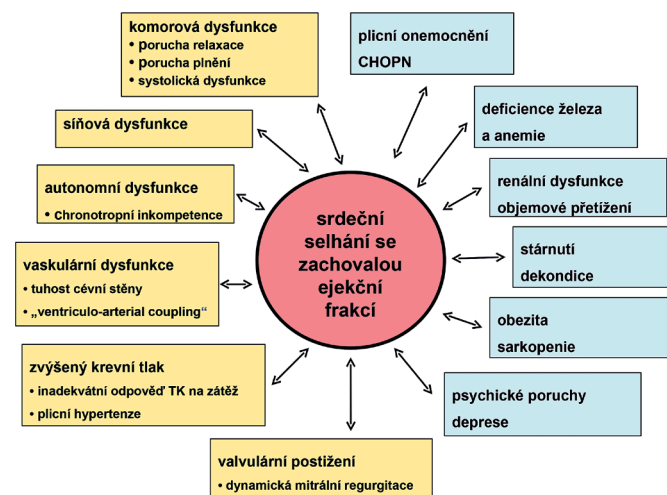 komorová dysfunkce
• porucha relaxace
• porucha plnění
• systolická dysfunkce
síňová dysfunkce
autonomní dysfunkce
• chronotropní inkompetence
vaskulární dysfunkce
• tuhost cévní stěny
• „ventriculo-arterial coupling“
zvýšený krevní tlak
• inadekvátní odpověď TK na zátěž
• plicní hypertenze
valvulární postižení
• dynamická mitrální regurgitace
srdeční
selhání se
zachovalou
ejekční
frakcí
plicní onemocnění
CHOPN
deficience železa
a anemie
renální dysfunkce
objemové přetížení
stárnutí
dekondice
obezita
sarkopenie
psychické poruchy
deprese